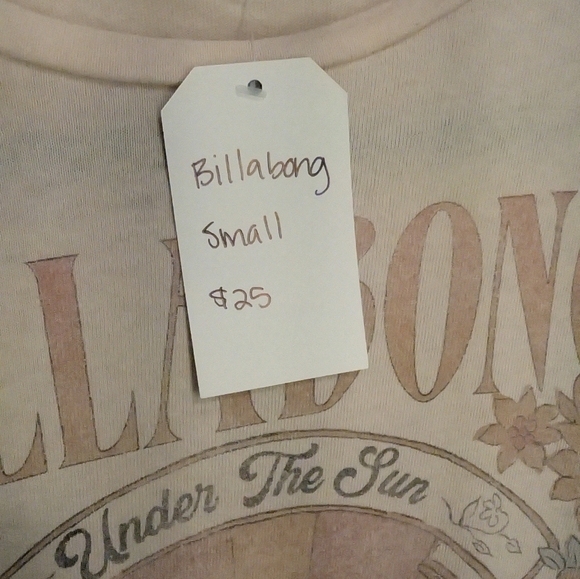 Billabong
Small
$25
LLABON
Under The Sun